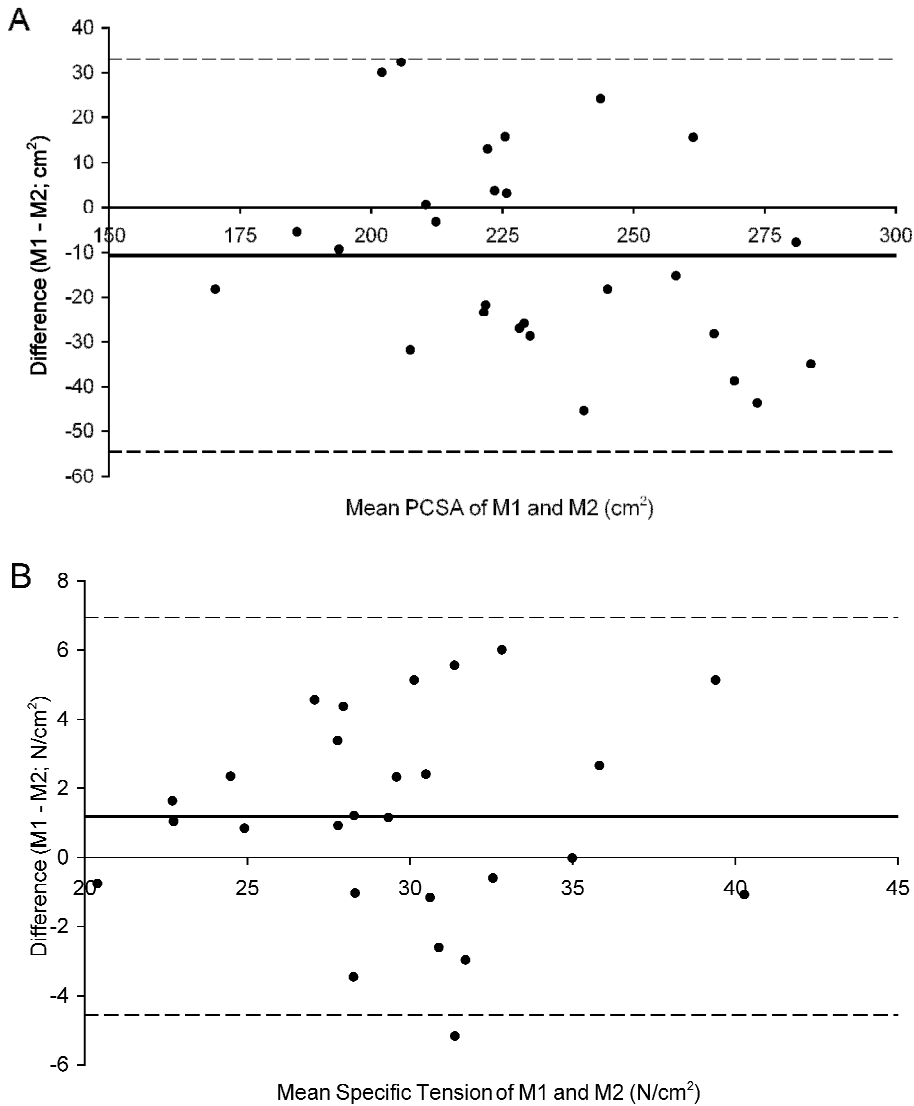 A
40
30
20
10
0
-10
-20
-30
-40
-50
-60
150 175 200 225 250 275 300
Difference (M1 - M2; cm²)
Mean PCSA of M1 and M2 (cm²)
B
8
6
4
2
0
-2
-4
-6
20 25 30 35 40 45
Difference (M1 - M2; N/cm²)
Mean Specific Tension of M1 and M2 (N/cm²)